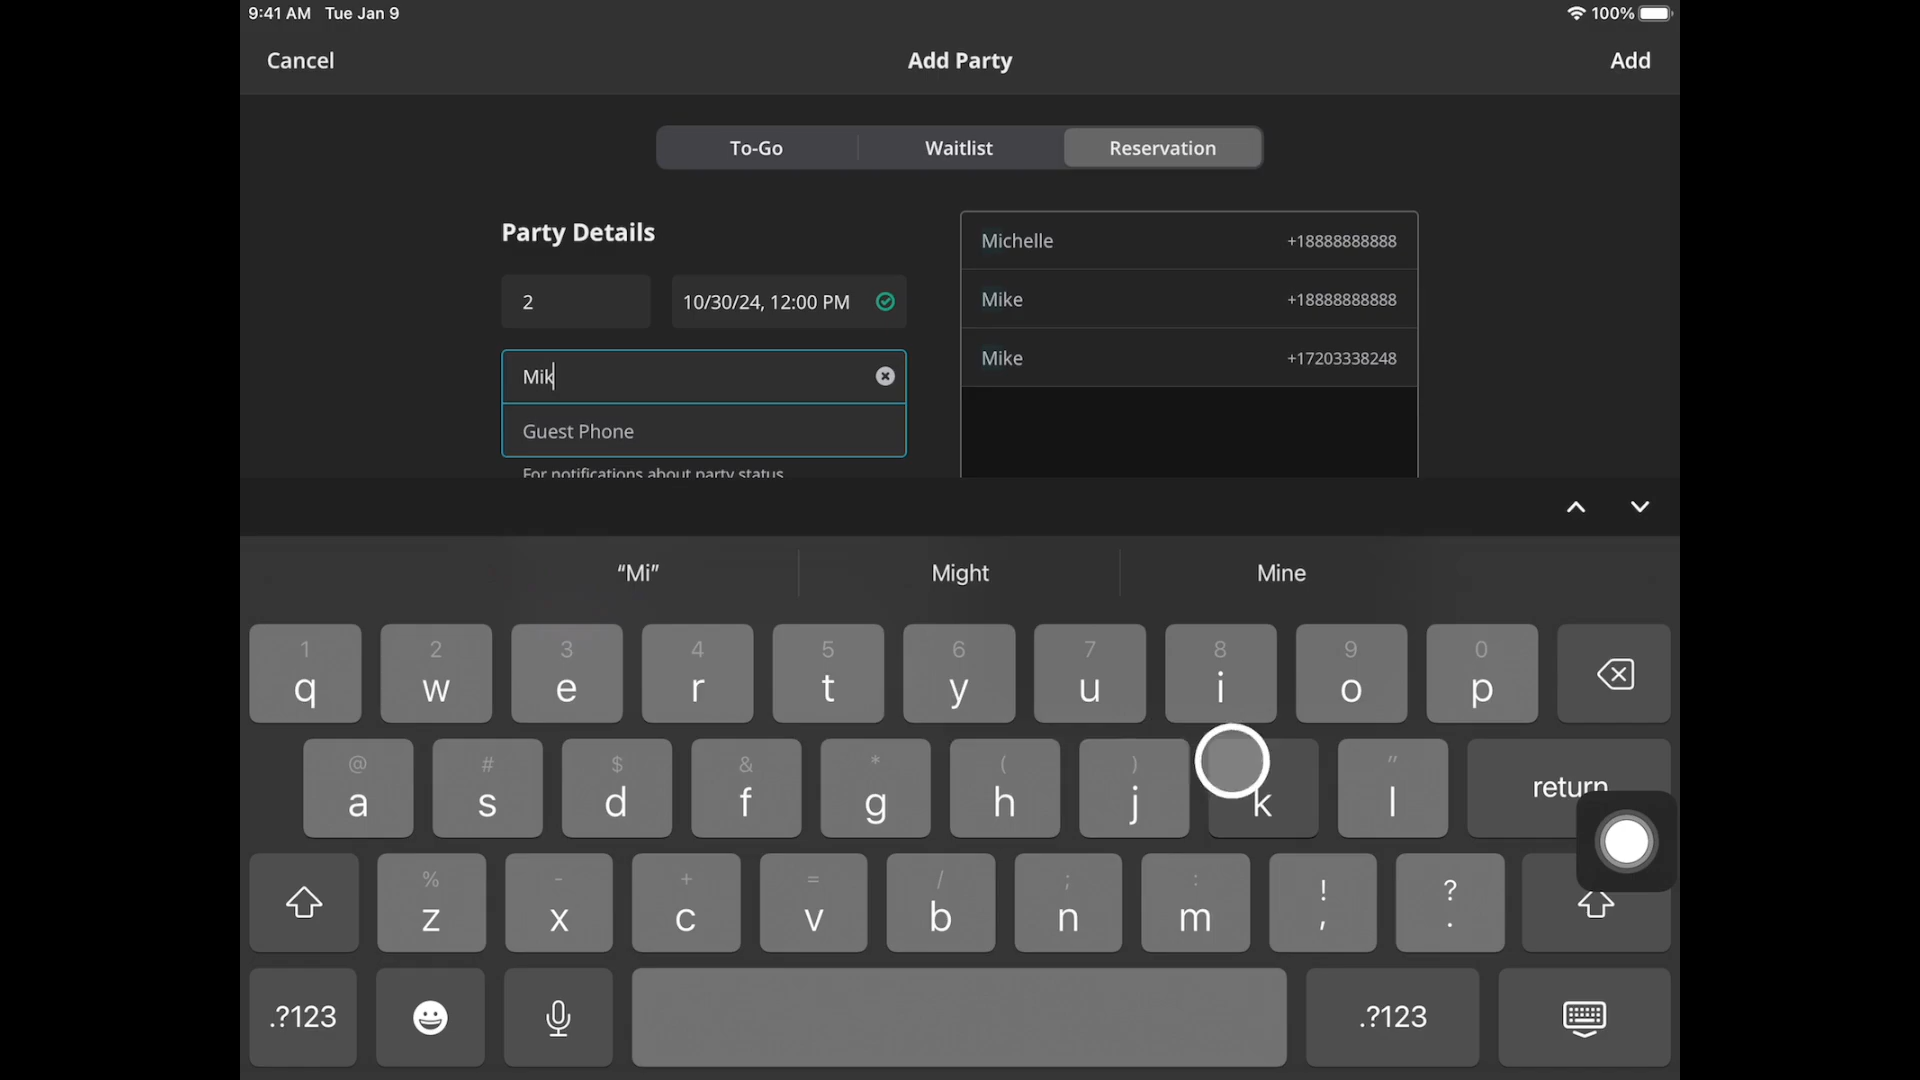 9:41 AM Tue Jan 9
100%
Cancel
Add Party
Add
To-Go
Waitlist
Reservation
Party Details
2
10/30/24, 12:00 PM
Mik
Guest Phone
For notifications about party status
Michelle +18888888888
Mike +18888888888
Mike +17203338248
“Mi”
Might
Mine
1 2 3 4 5 6 7 8 9 0
q w e r t y u i o p
@ # $ & * ( ) "
a s d f g h j k l return
% - + = / ; : ! ?
z x c v b n m , .
.?123
.?123